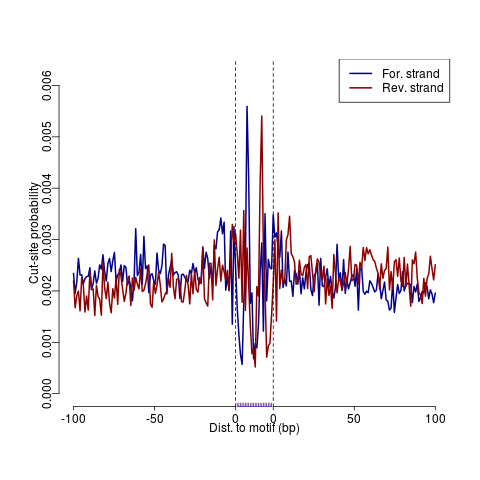 For. strand
Rev. strand
Cut-site probability
0.006
0.005
0.004
0.003
0.002
0.001
0.000
-100 -50 0 0 50 100
Dist. to motif (bp)